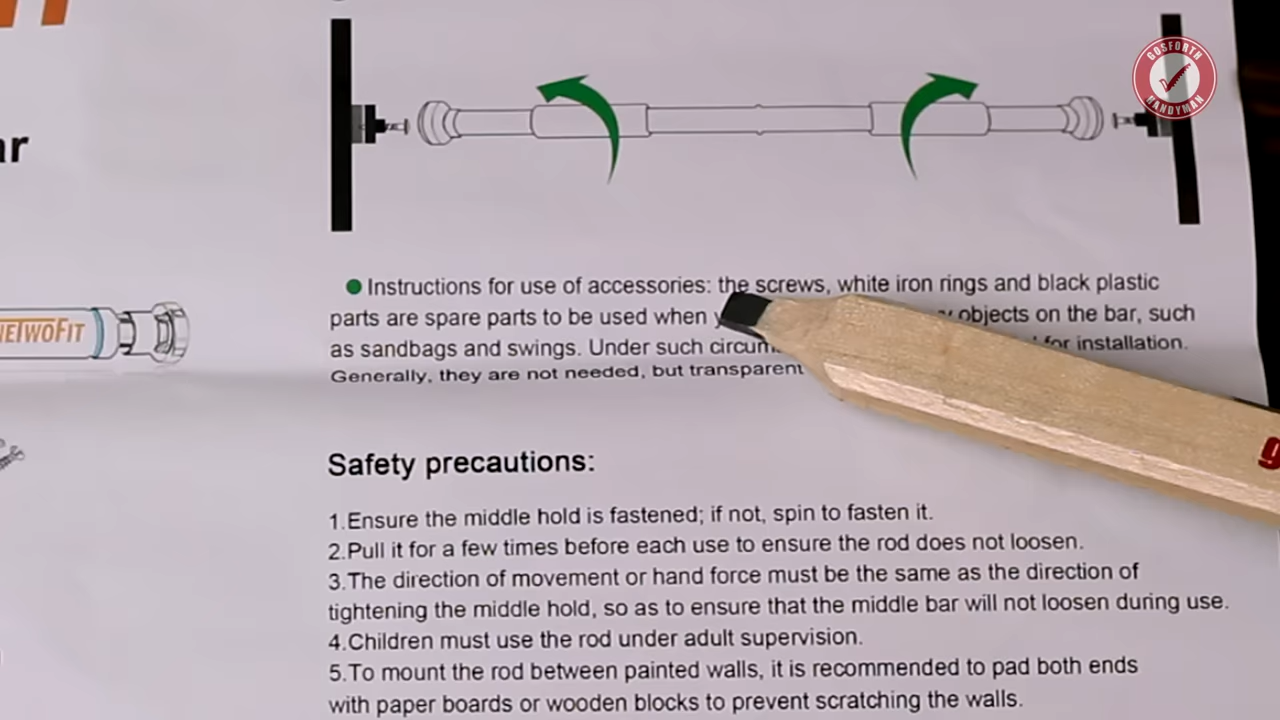 GOSFORTH
HANDYMAN
ar
NETWOFIT
● Instructions for use of accessories: the screws, white iron rings and black plastic
parts are spare parts to be used when objects on the bar, such
as sandbags and swings. Under such for installation.
Generally, they are not needed, but transparent
Safety precautions:
1.Ensure the middle hold is fastened; if not, spin to fasten it.
2.Pull it for a few times before each use to ensure the rod does not loosen.
3.The direction of movement or hand force must be the same as the direction of
tightening the middle hold, so as to ensure that the middle bar will not loosen during use.
4.Children must use the rod under adult supervision.
5.To mount the rod between painted walls, it is recommended to pad both ends
with paper boards or wooden blocks to prevent scratching the walls.